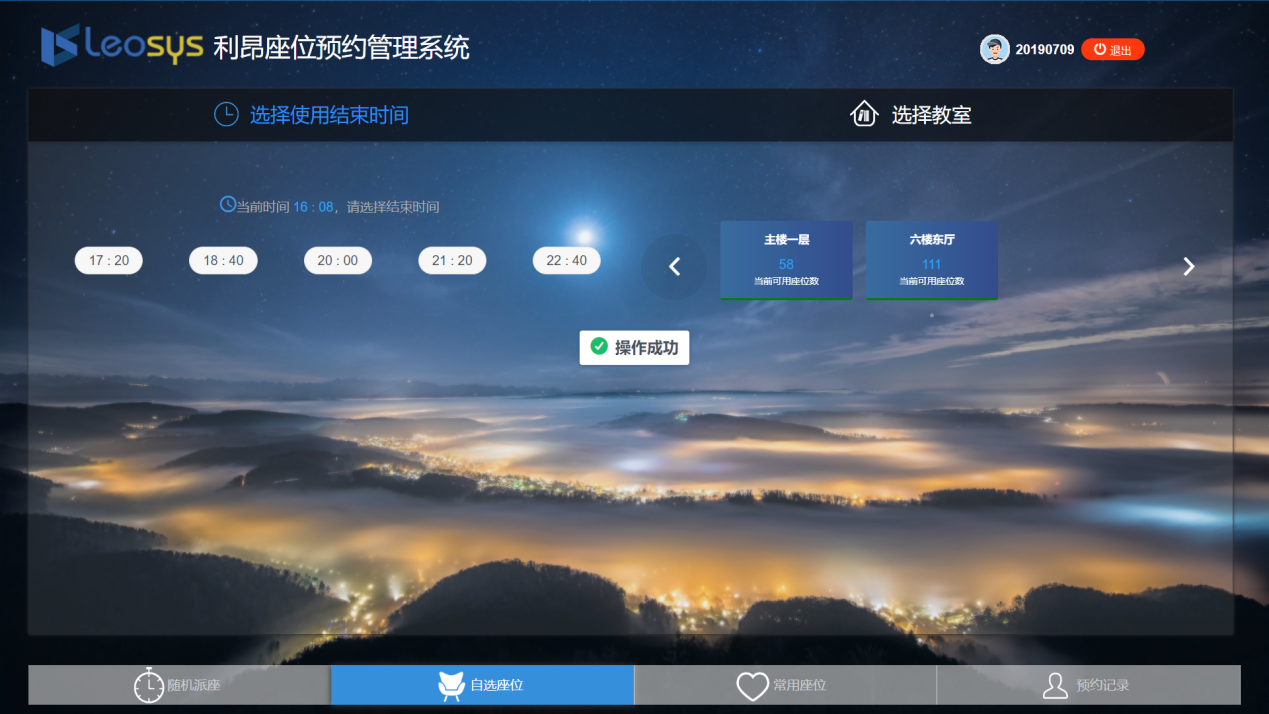 Leosys 利昂座位预约管理系统
20190709 退出
选择使用结束时间
选择教室
当前时间 16 : 08，请选择结束时间
17 : 20
18 : 40
20 : 00
21 : 20
22 : 40
主楼一层
58
当前可用座位数
六楼东厅
111
当前可用座位数
操作成功
随机派座
自选座位
常用座位
预约记录